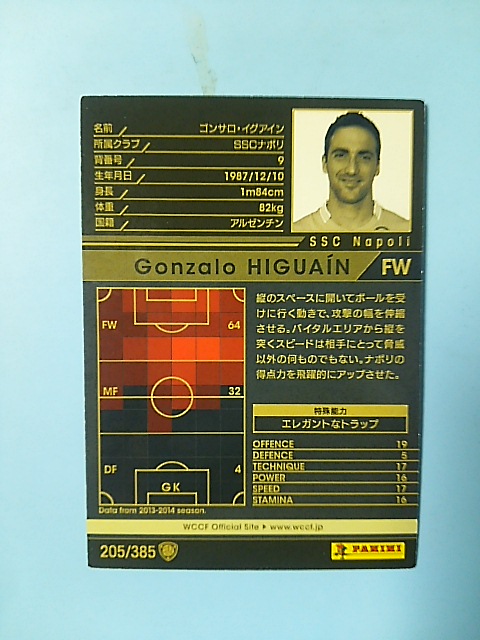 名前 ゴンサロ・イグアイン
所属クラブ SSCナポリ
背番号 9
生年月日 1987/12/10
身長 1m84cm
体重 82kg
国籍 アルゼンチン
SSC Napoli
Gonzalo HIGUAÍN FW
FW 64
MF 32
DF 4
GK
Data from 2013-2014 season.
縦のスペースに開いてボールを受
けに行く動きで、攻撃の幅を伸縮
させる。バイタルエリアから縦を
突くスピードは相手にとって脅威
以外の何ものでもない。ナポリの
得点力を飛躍的にアップさせた。
特殊能力
エレガントなトラップ
OFFENCE 19
DEFENCE 5
TECHNIQUE 17
POWER 16
SPEED 17
STAMINA 16
WCCF Official Site ▶ www.wccf.jp
205/385
PANINI